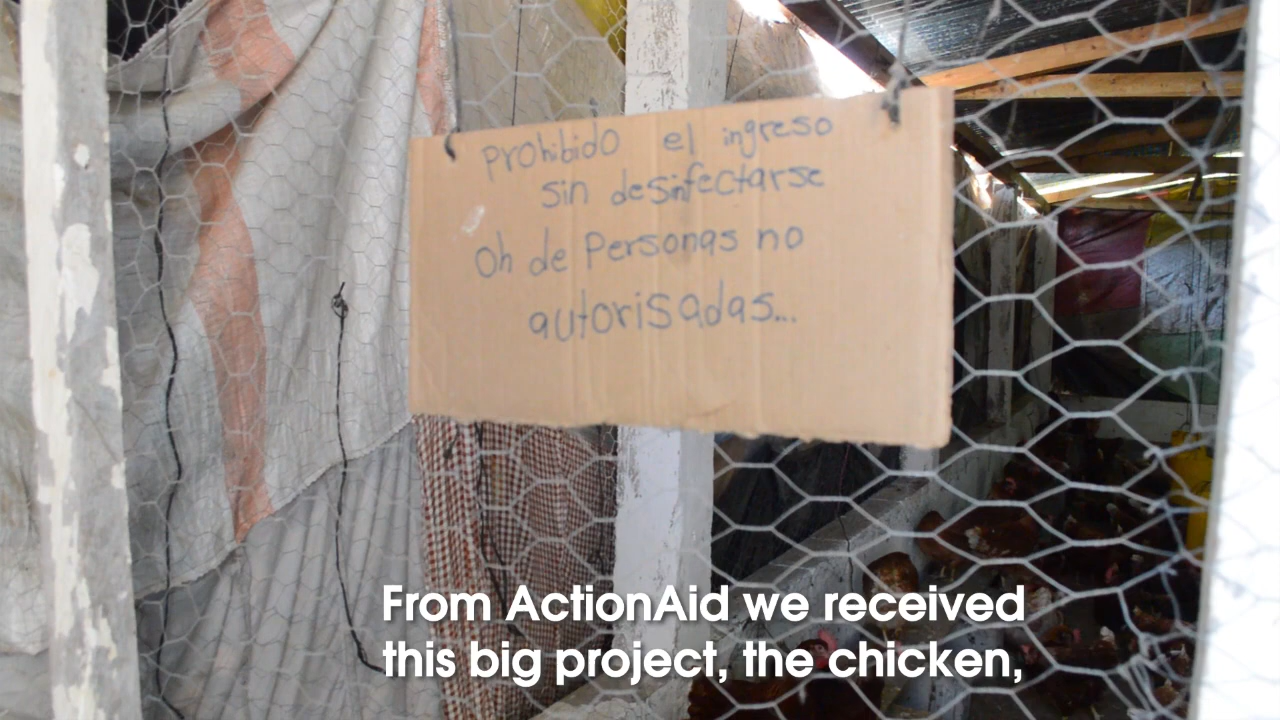 prohibido el ingreso
sin desinfectarse
oh de personas no
autorisadas...
From ActionAid we received
this big project, the chicken,